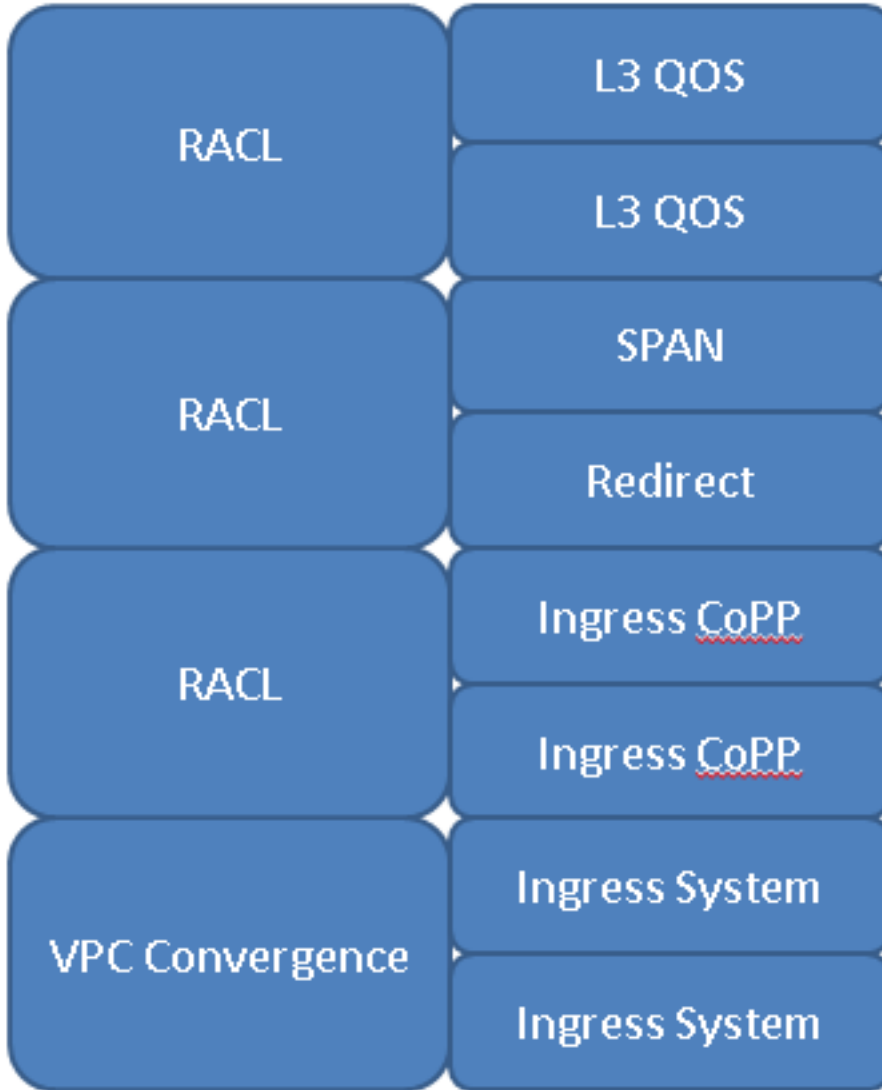 RACL
L3 QOS
L3 QOS
RACL
SPAN
Redirect
RACL
Ingress CoPP
Ingress CoPP
VPC Convergence
Ingress System
Ingress System